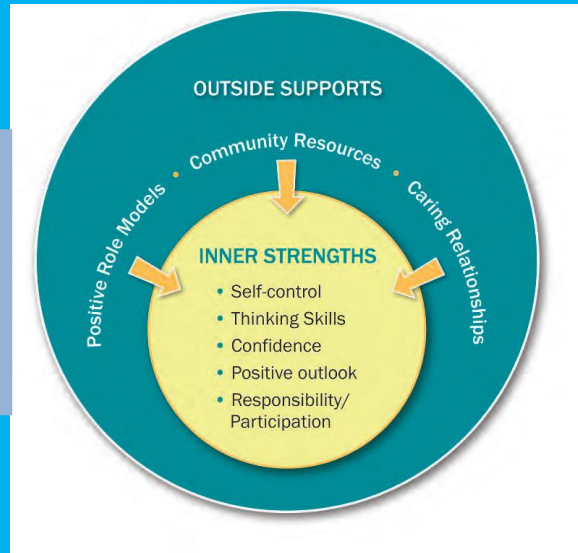 OUTSIDE SUPPORTS
Positive Role Models • Community Resources • Caring Relationships
INNER STRENGTHS
• Self-control
• Thinking Skills
• Confidence
• Positive outlook
• Responsibility/
Participation